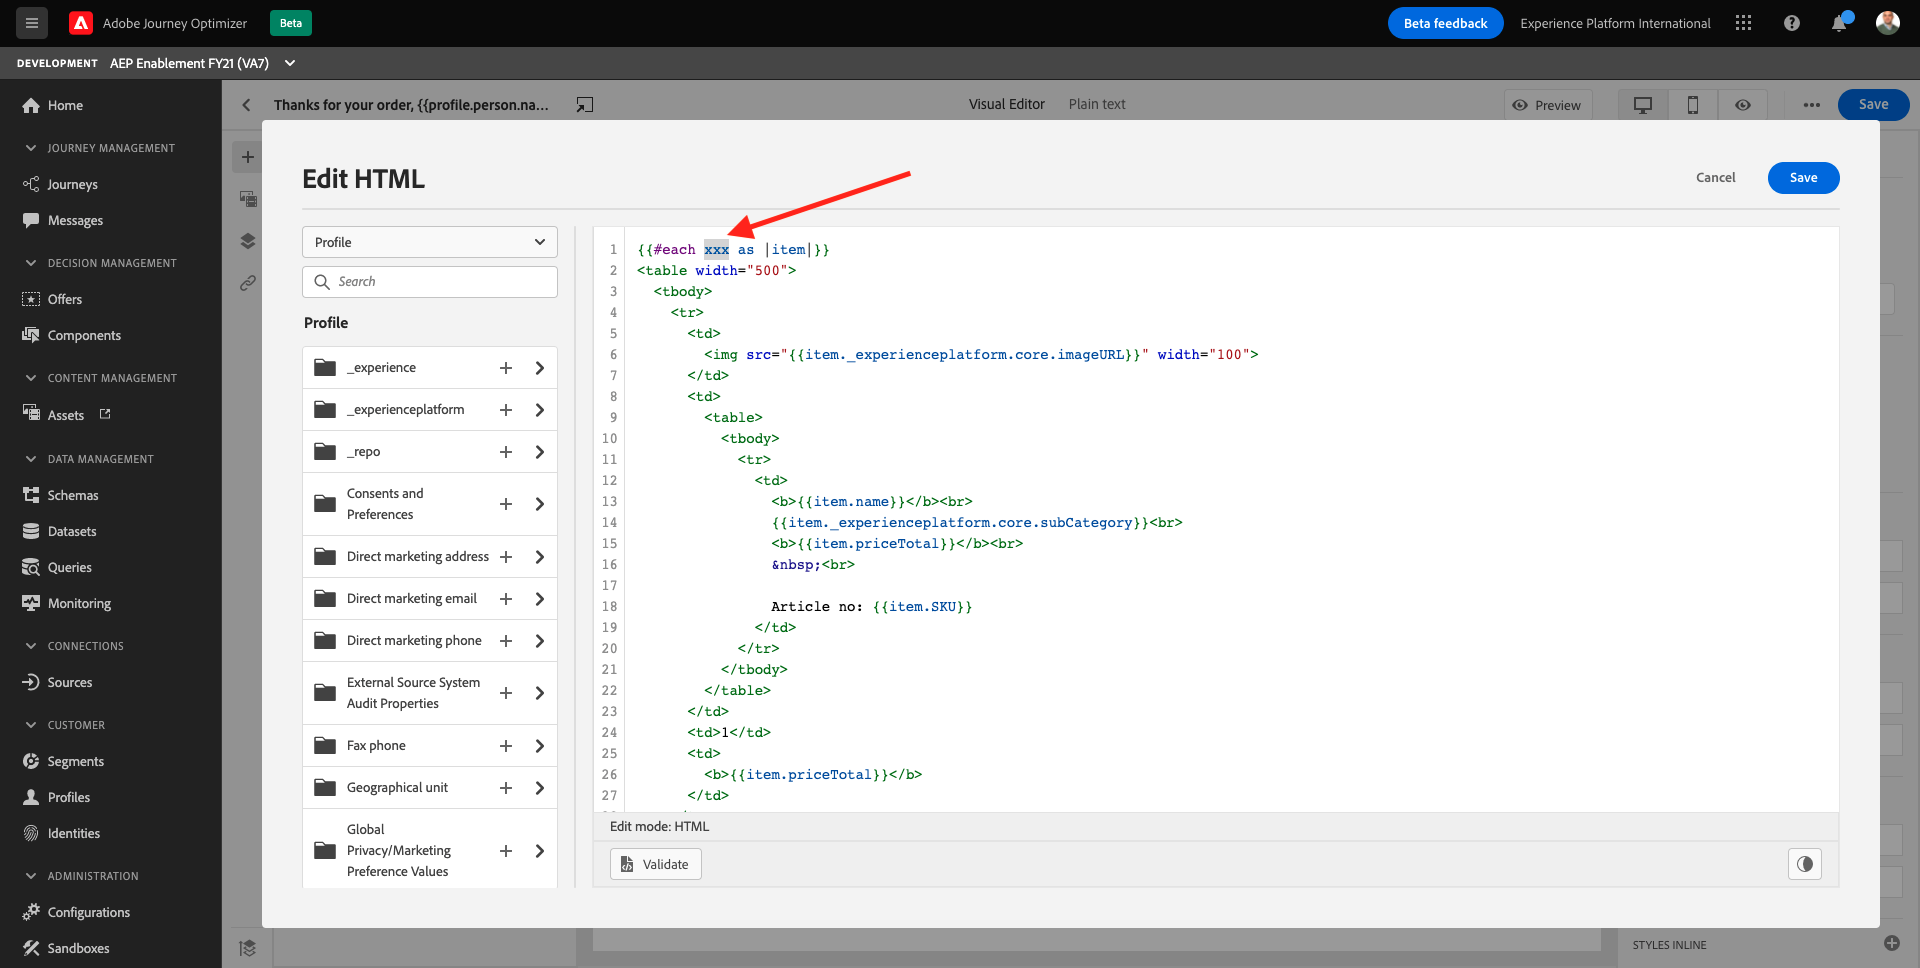 Adobe Journey Optimizer
Beta
Beta feedback
Experience Platform International
DEVELOPMENT AEP Enablement FY21 (VA7)
Home
JOURNEY MANAGEMENT
Journeys
Messages
DECISION MANAGEMENT
Offers
Components
CONTENT MANAGEMENT
Assets
DATA MANAGEMENT
Schemas
Datasets
Queries
Monitoring
CONNECTIONS
Sources
CUSTOMER
Segments
Profiles
Identities
ADMINISTRATION
Configurations
Sandboxes
Thanks for your order, {{profile.person.na...
Visual Editor
Plain text
Preview
Save
Edit HTML
Cancel
Save
Profile
Search
Profile
_experience
_experienceplatform
_repo
Consents and
Preferences
Direct marketing address
Direct marketing email
Direct marketing phone
External Source System
Audit Properties
Fax phone
Geographical unit
Global
Privacy/Marketing
Preference Values
1 {{#each xxx as |item|}}
2 <table width="500">
3 <tbody>
4 <tr>
5 <td>
6 <img src="{{item._experienceplatform.core.imageURL}}" width="100">
7 </td>
8 <td>
9 <table>
10 <tbody>
11 <tr>
12 <td>
13 <b>{{item.name}}</b><br>
14 {{item._experienceplatform.core.subCategory}}<br>
15 <b>{{item.priceTotal}}</b><br>
16 &nbsp;<br>
17
18 Article no: {{item.SKU}}
19 </td>
20 </tr>
21 </tbody>
22 </table>
23 </td>
24 <td>1</td>
25 <td>
26 <b>{{item.priceTotal}}</b>
27 </td>
Edit mode: HTML
Validate
STYLES INLINE